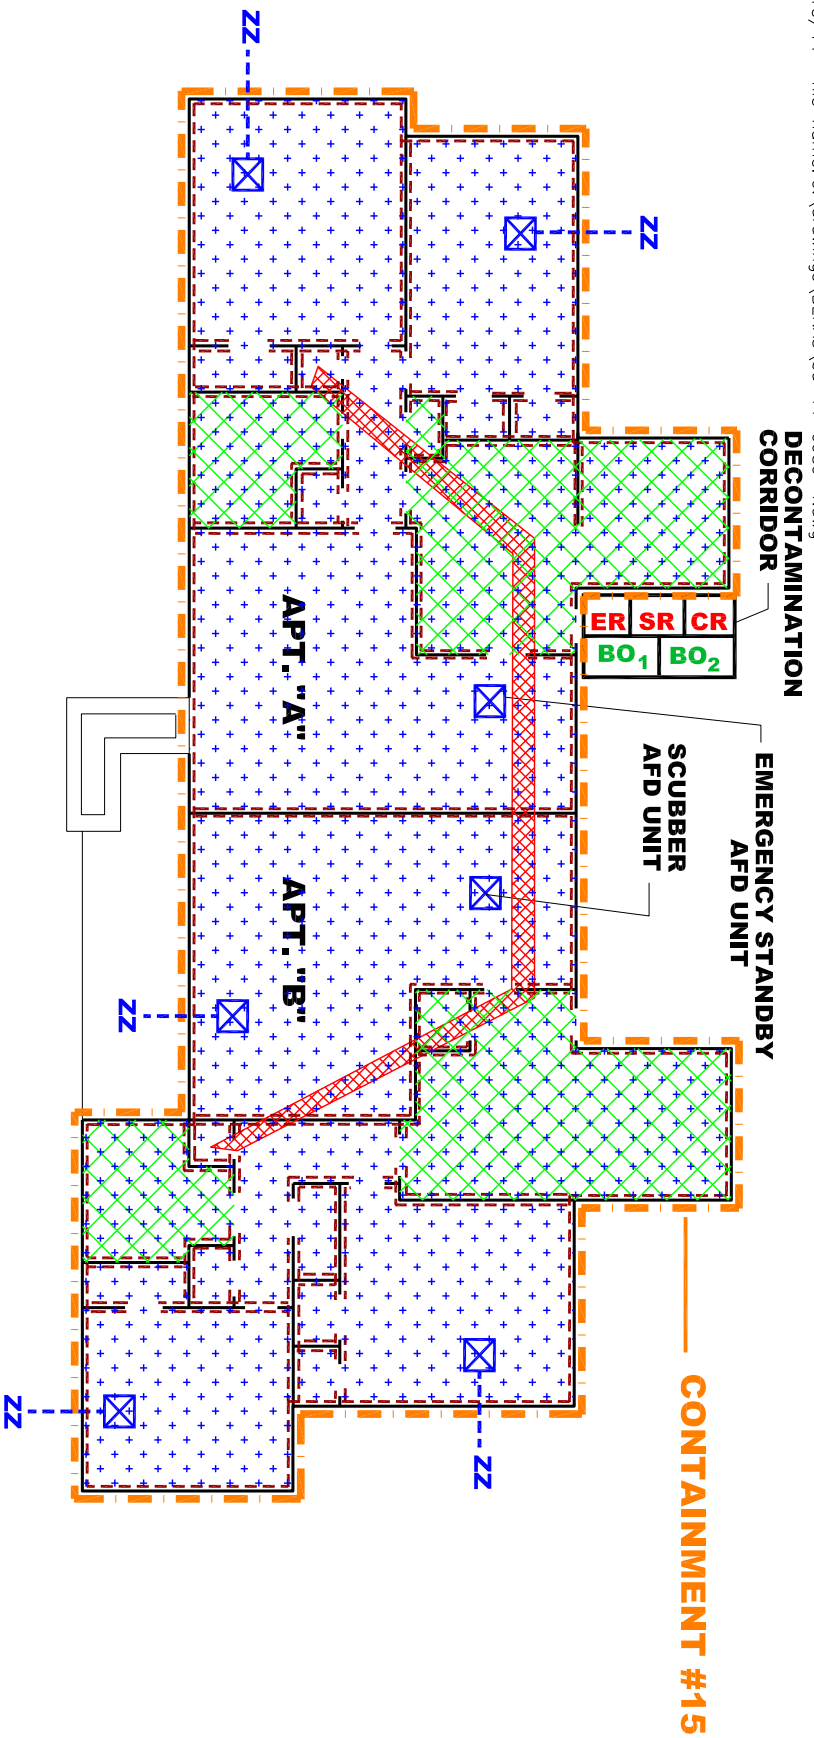 DECONTAMINATION
CORRIDOR
EMERGENCY STANDBY
AFD UNIT
SCUBBER
AFD UNIT
CONTAINMENT #15
ER SR CR
BO1 BO2
APT. "A"
APT. "B"
ZZ
ZZ
ZZ
ZZ
ZZ